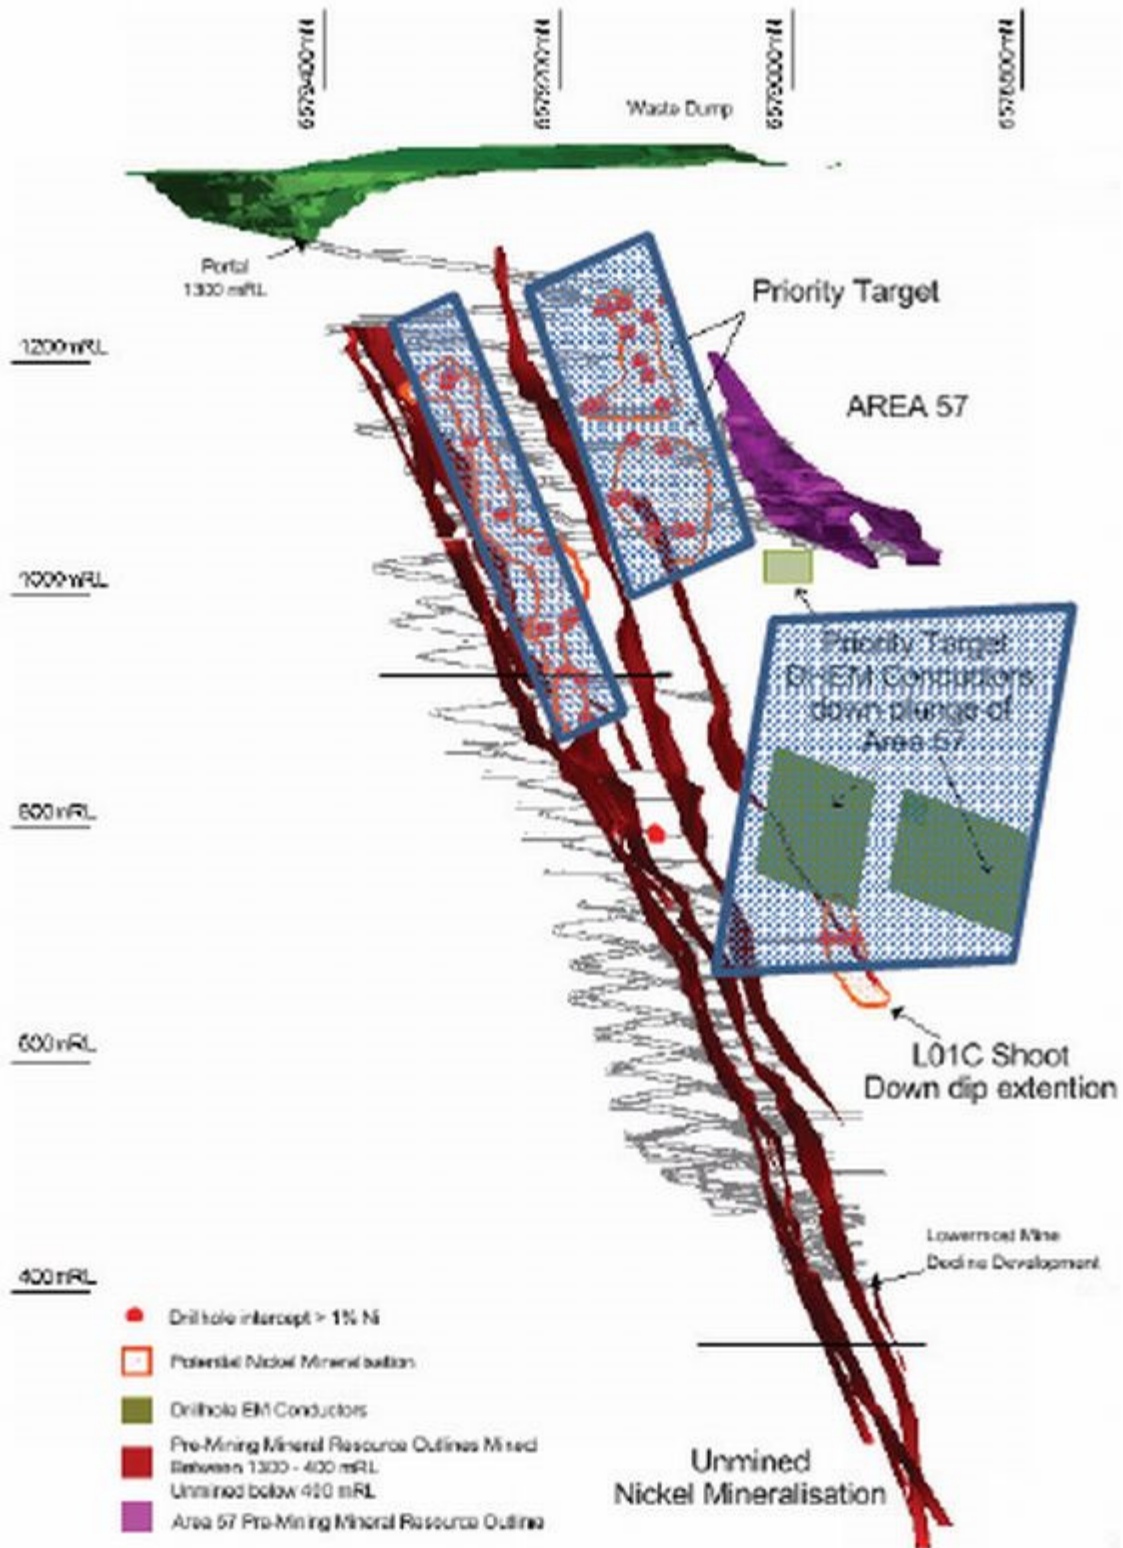 6579400mN
6579200mN
6579000mN
6578800mN
Waste Dump
Portal
1300 mRL
Priority Target
1200mRL
AREA 57
1000mRL
Priority Target
DHEM Conductors
down plunge of
Area 57
800mRL
600mRL
L01C Shoot
Down dip extention
Lowermost Mine
Decline Development
400mRL
Drillhole intercept > 1% Ni
Potential Nickel Mineralisation
Drillhole EM Conductors
Pre-Mining Mineral Resource Outlines Mined
Between 1300 - 400 mRL
Unmined below 400 mRL
Area 57 Pre-Mining Mineral Resource Outline
Unmined
Nickel Mineralisation